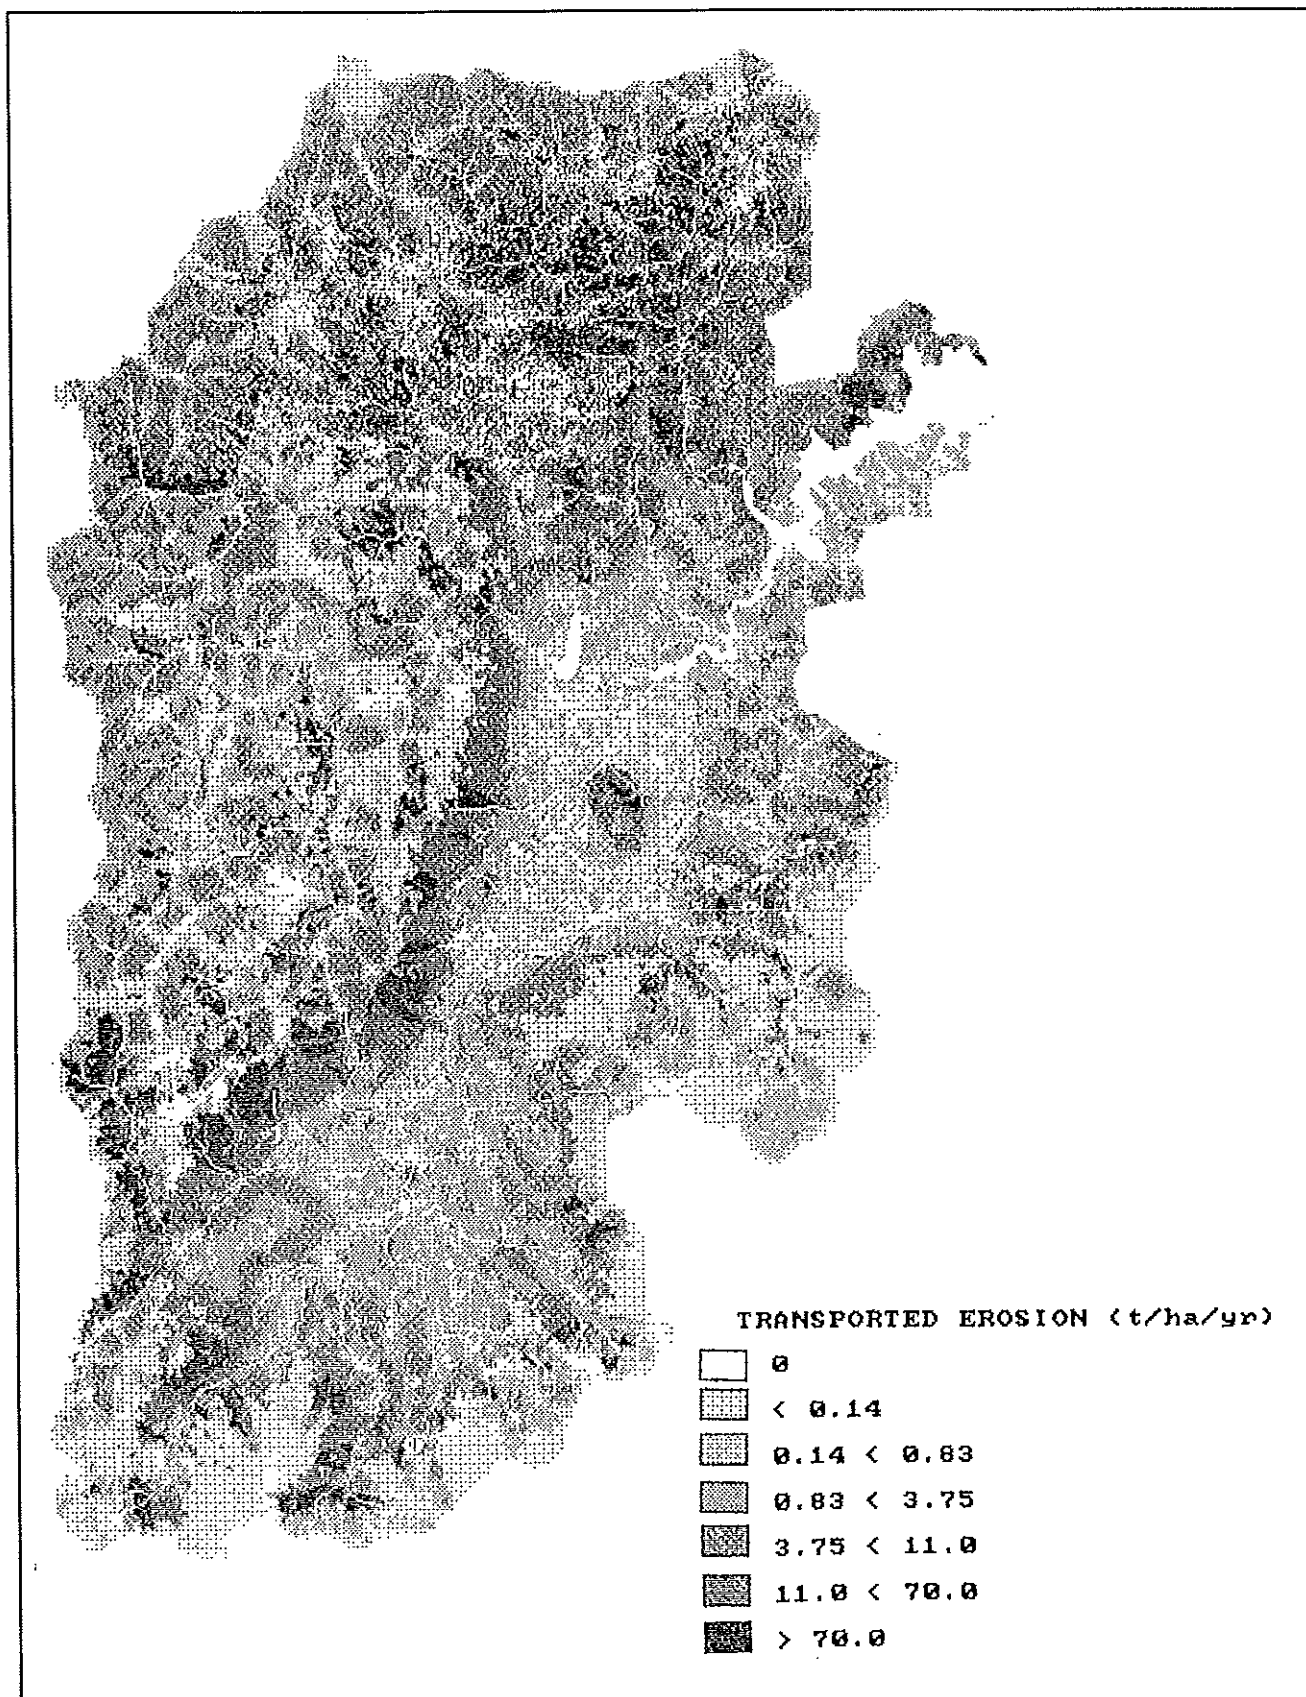 TRANSPORTED EROSION (t/ha/yr)
0
< 0.14
0.14 < 0.83
0.83 < 3.75
3.75 < 11.0
11.0 < 70.0
> 70.0